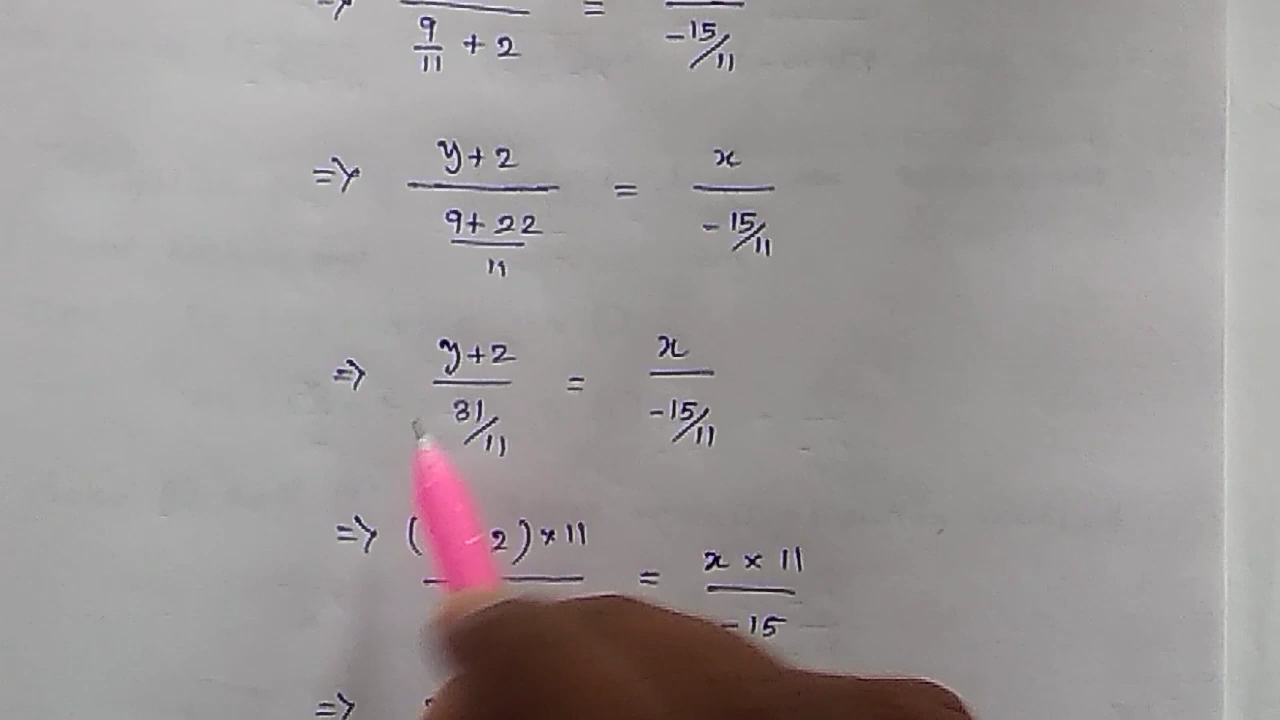 => ――― / (9/11 + 2) = ――― / (-15/11)
=> (y+2) / ((9+22)/11) = x / (-15/11)
=> (y+2) / (31/11) = x / (-15/11)
=> ( 2) × 11 = (x × 11) / -15
=>